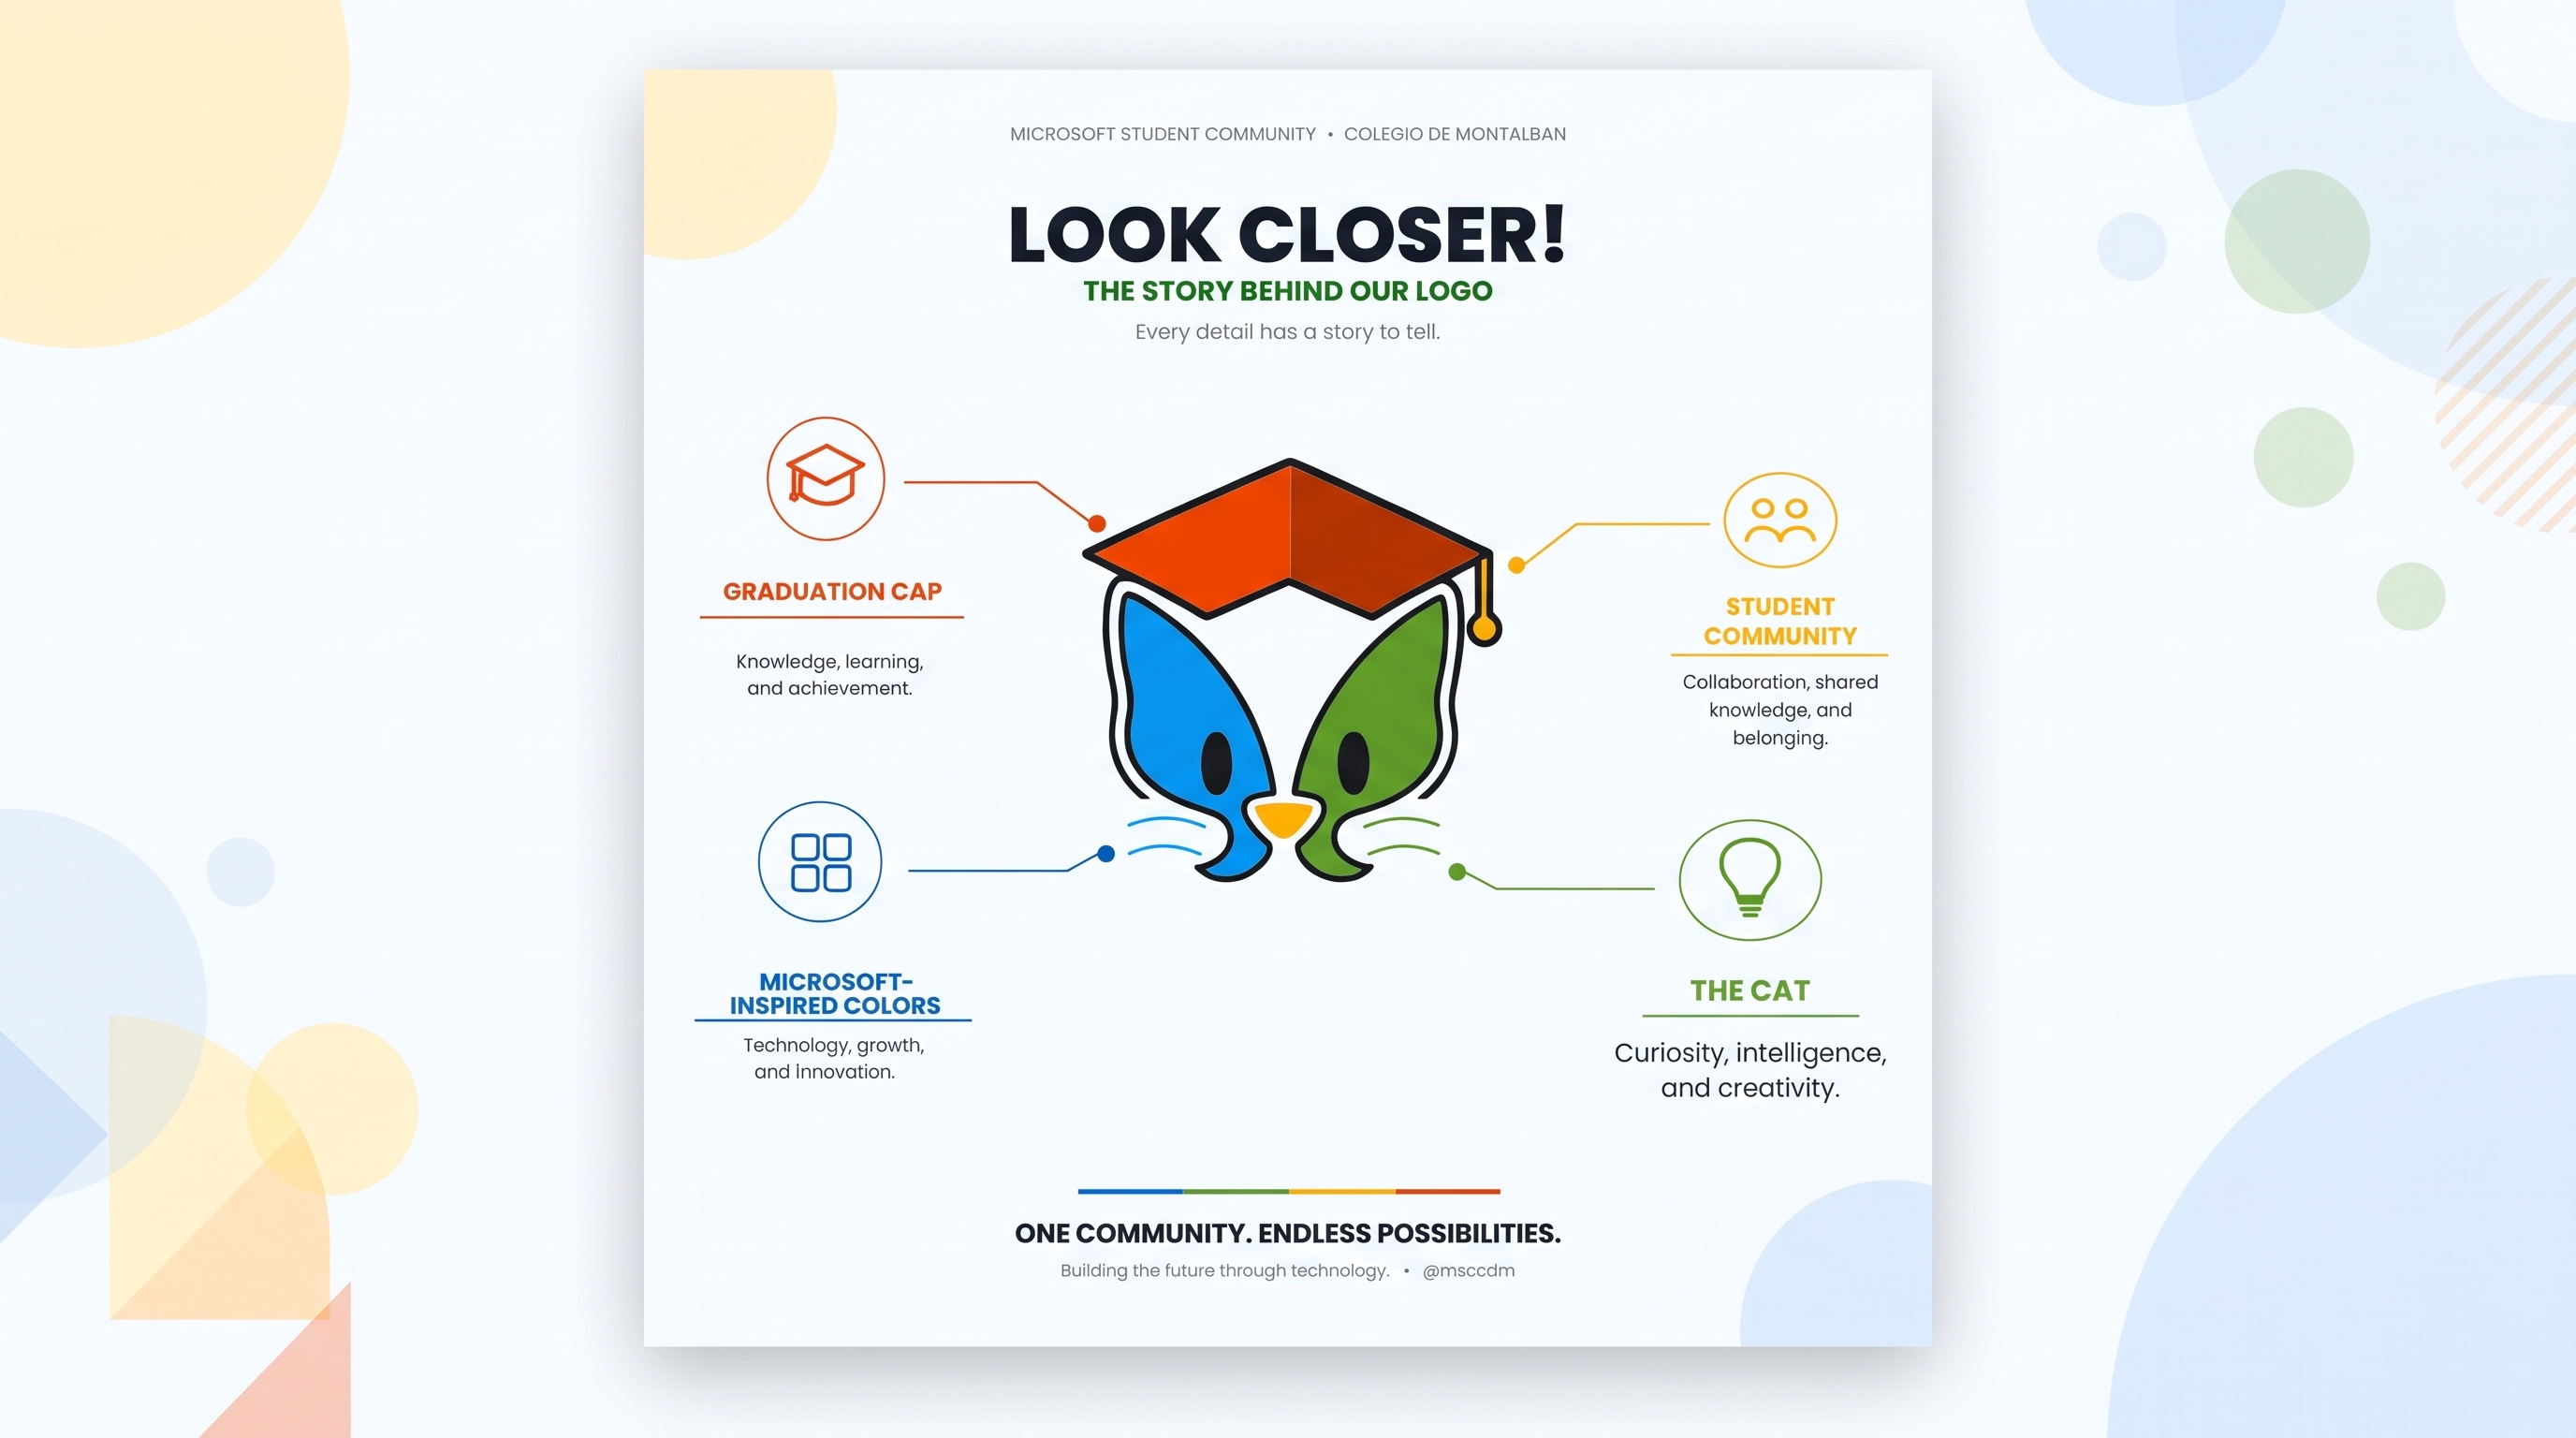 MICROSOFT STUDENT COMMUNITY • COLEGIO DE MONTALBAN
LOOK CLOSER!
THE STORY BEHIND OUR LOGO
Every detail has a story to tell.
GRADUATION CAP
Knowledge, learning,
and achievement.
STUDENT
COMMUNITY
Collaboration, shared
knowledge, and
belonging.
MICROSOFT-
INSPIRED COLORS
Technology, growth,
and innovation.
THE CAT
Curiosity, intelligence,
and creativity.
ONE COMMUNITY. ENDLESS POSSIBILITIES.
Building the future through technology. • @msccdm